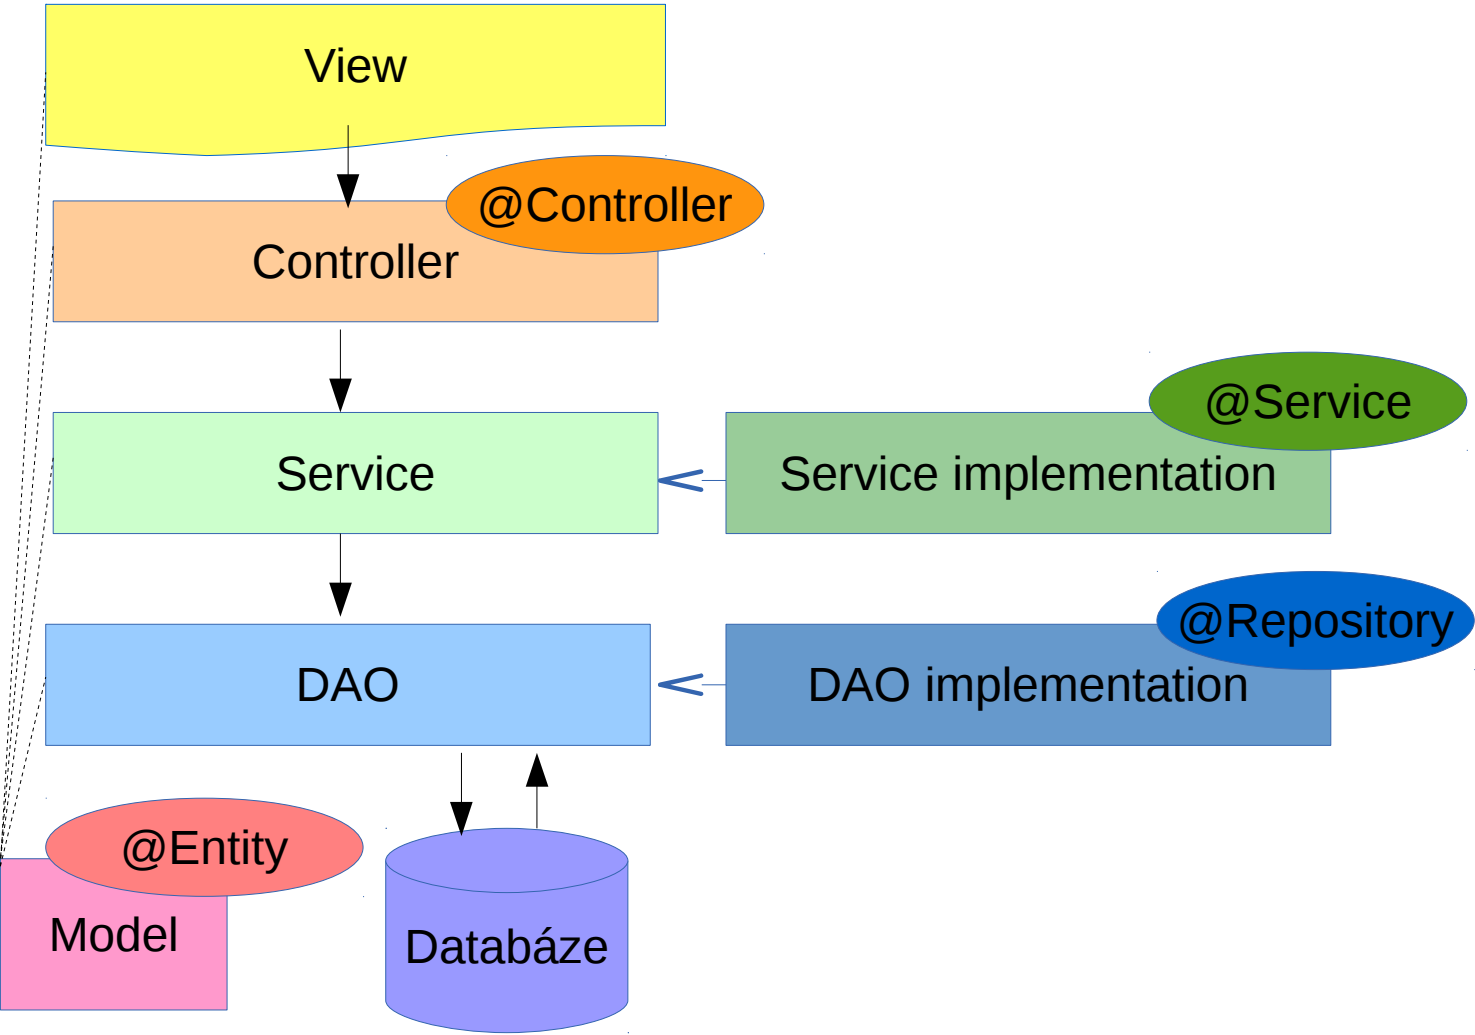 View
@Controller
Controller
@Service
Service
Service implementation
@Repository
DAO
DAO implementation
@Entity
Model
Databáze